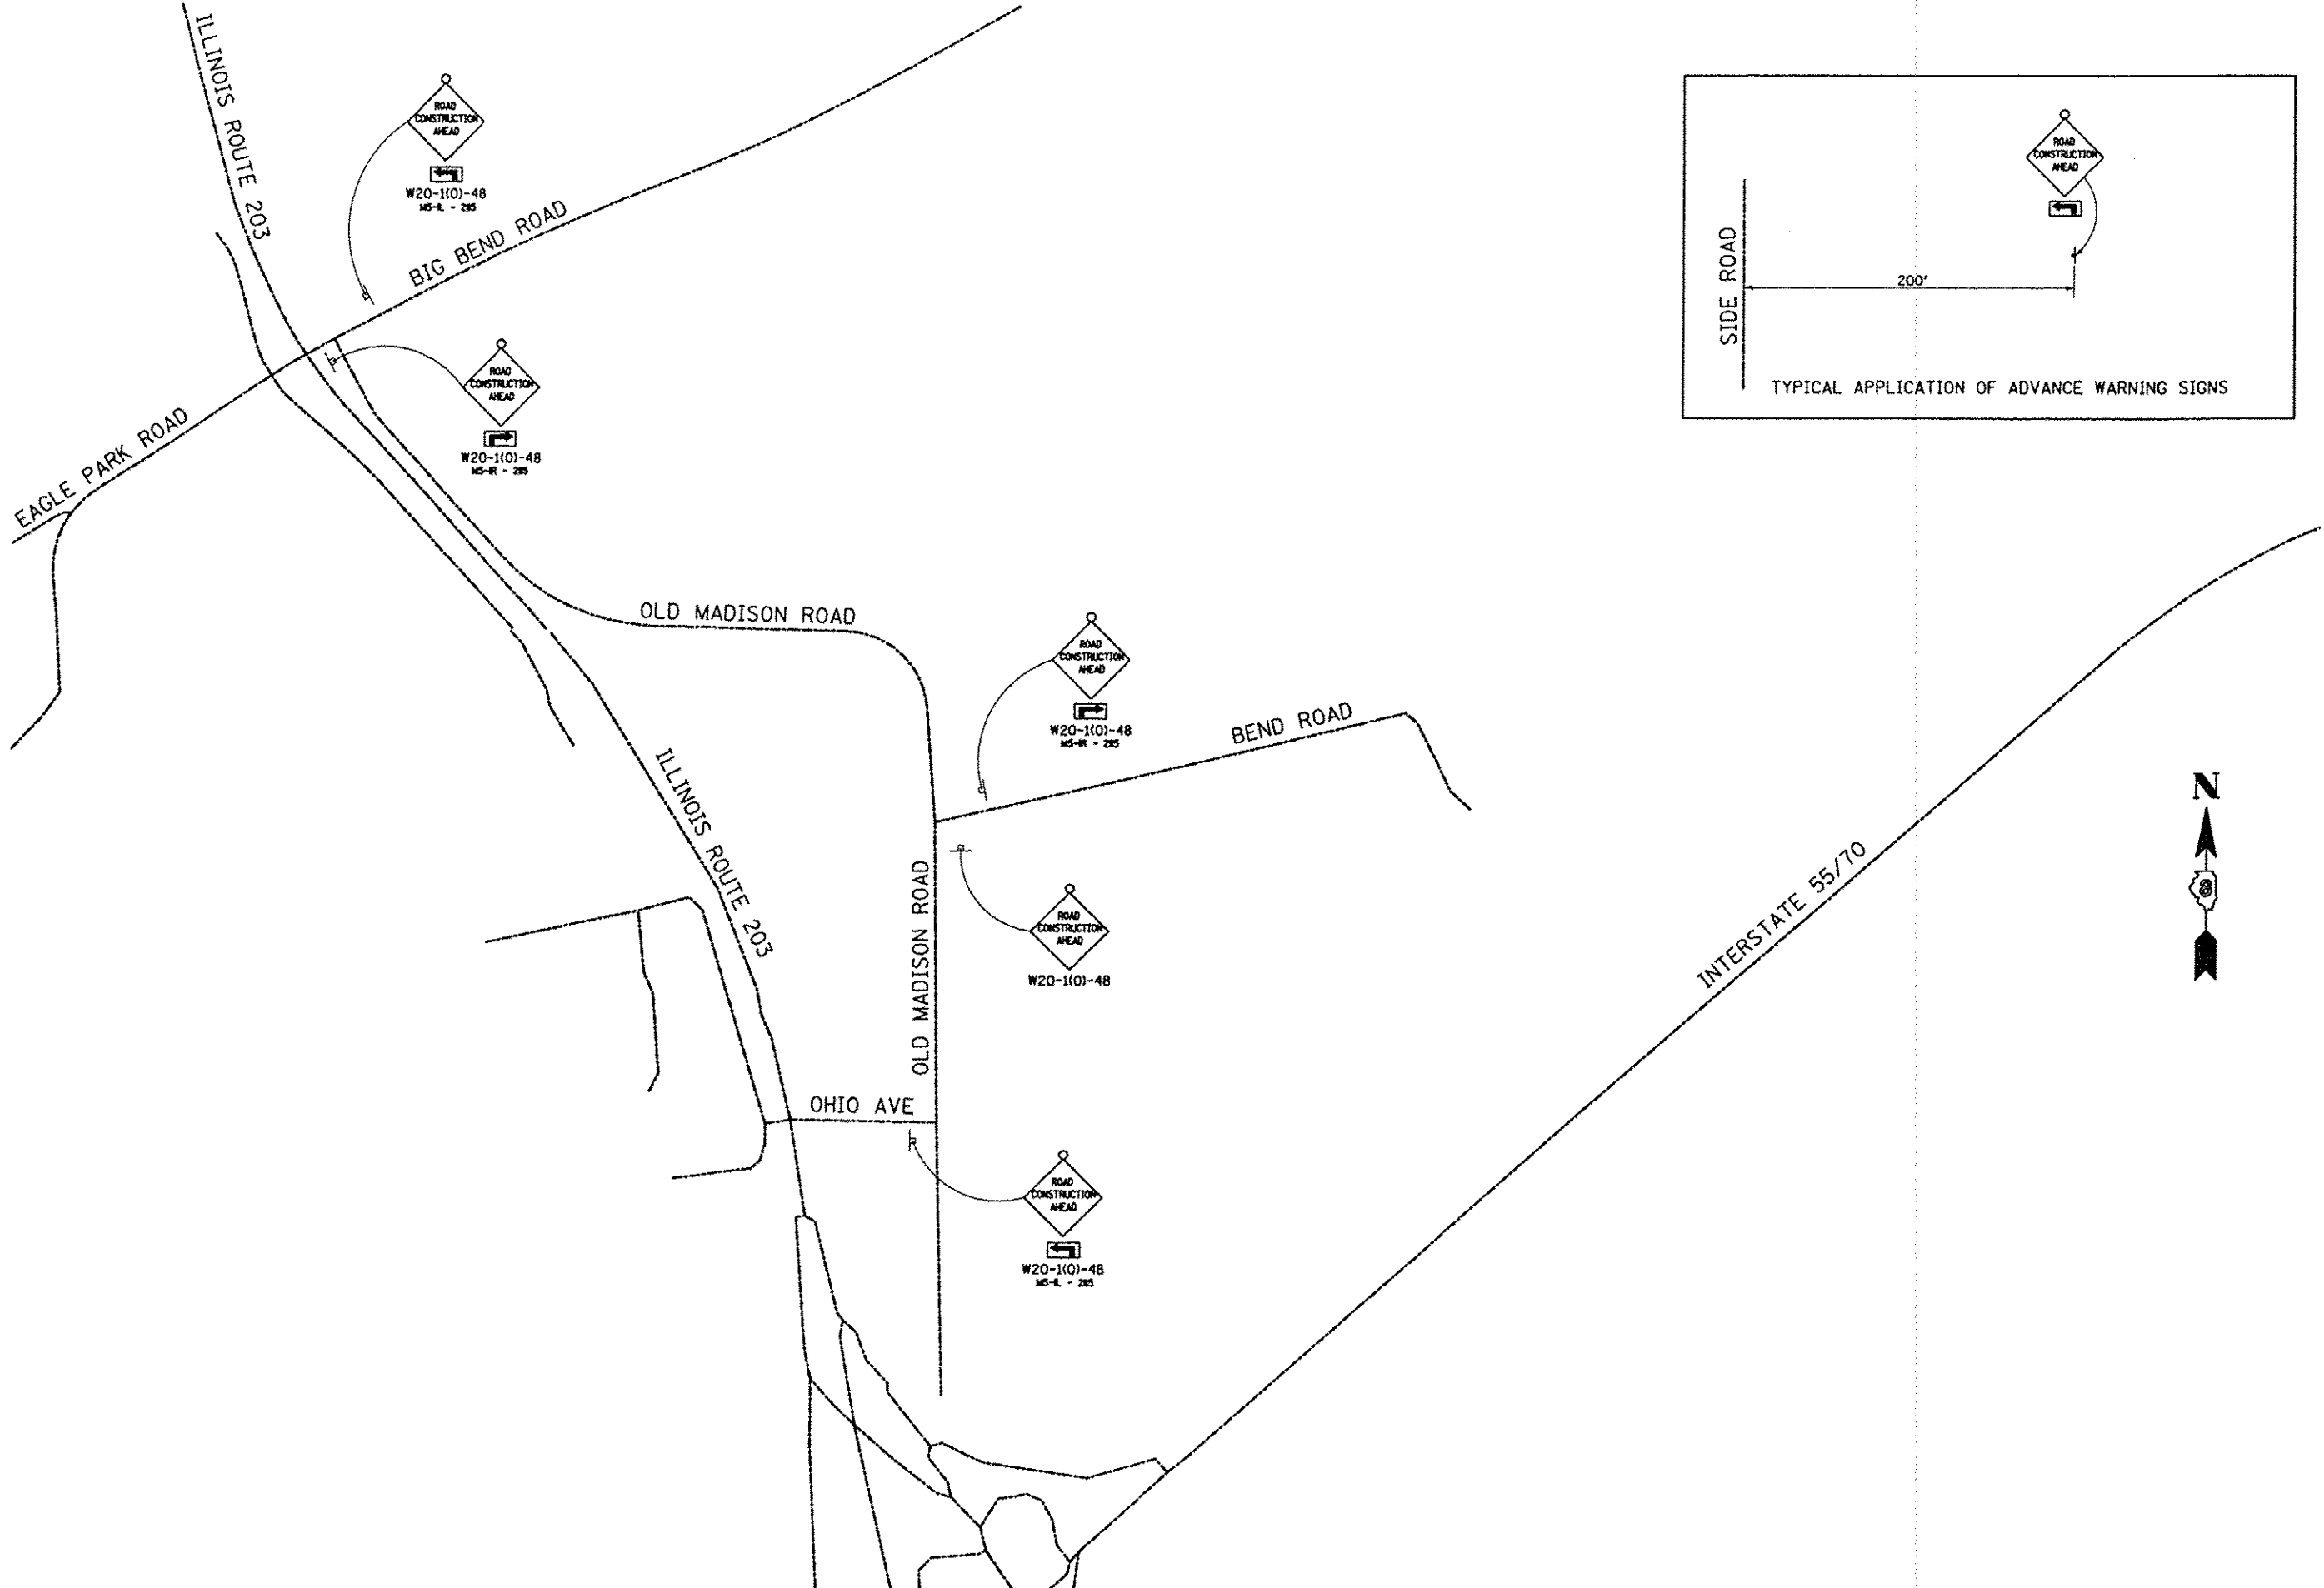 ILLINOIS ROUTE 203
ROAD
CONSTRUCTION
AHEAD
W20-1(O)-48
BIG BEND ROAD
ROAD
CONSTRUCTION
AHEAD
W20-1(O)-48
EAGLE PARK ROAD
ROAD
CONSTRUCTION
AHEAD
SIDE ROAD
200'
TYPICAL APPLICATION OF ADVANCE WARNING SIGNS
OLD MADISON ROAD
ROAD
CONSTRUCTION
AHEAD
W20-1(O)-48
BEND ROAD
ILLINOIS ROUTE 203
N
8
OLD MADISON ROAD
ROAD
CONSTRUCTION
AHEAD
W20-1(O)-48
INTERSTATE 55/70
OHIO AVE
ROAD
CONSTRUCTION
AHEAD
W20-1(O)-48